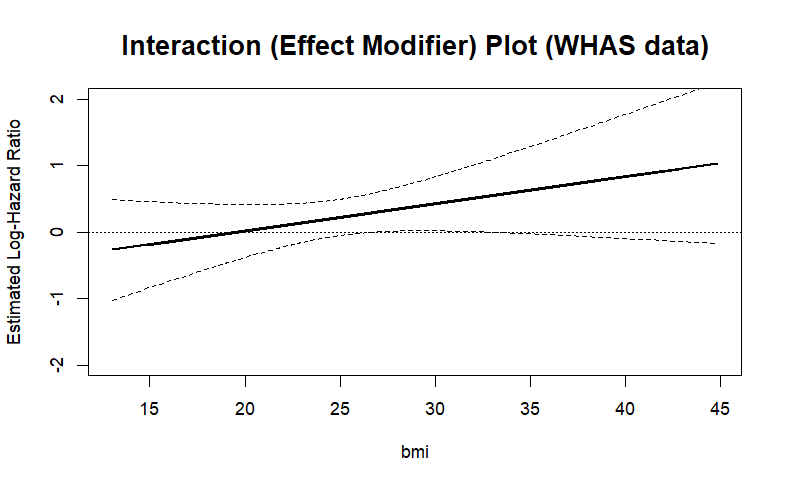 Interaction (Effect Modifier) Plot (WHAS data)
Estimated Log-Hazard Ratio
2
1
0
-1
-2
15 20 25 30 35 40 45
bmi